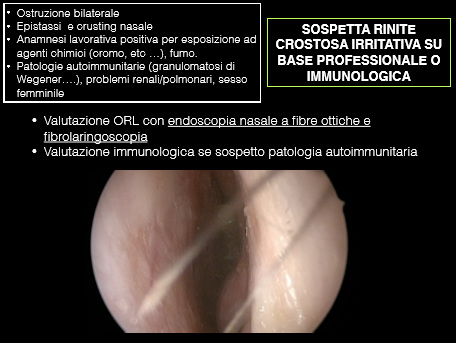 • Ostruzione bilaterale
• Epistassi e crusting nasale
• Anamnesi lavorativa positiva per esposizione ad
agenti chimici (cromo, etc …), fumo.
• Patologie autoimmunitarie (granulomatosi di
Wegener….), problemi renali/polmonari, sesso
femminile
SOSPETTA RINITE
CROSTOSA IRRITATIVA SU
BASE PROFESSIONALE O
IMMUNOLOGICA
• Valutazione ORL con endoscopia nasale a fibre ottiche e
fibrolaringoscopia
• Valutazione immunologica se sospetto patologia autoimmunitaria